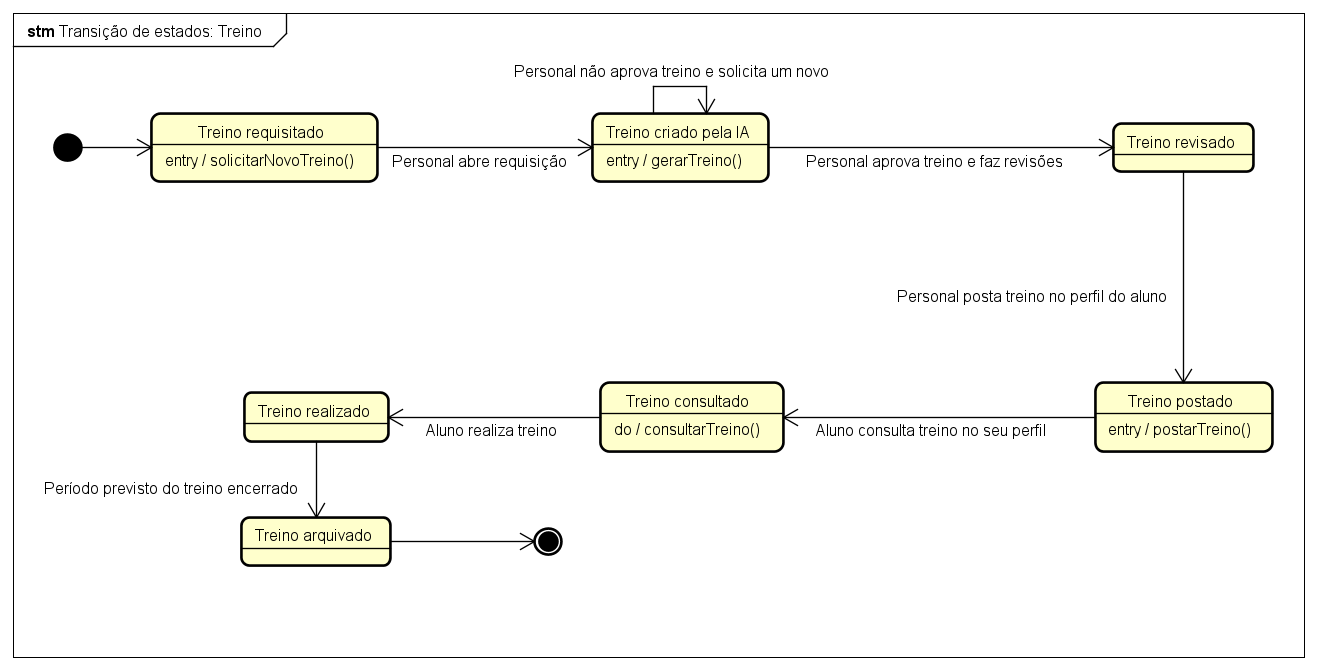 stm Transição de estados: Treino
Personal não aprova treino e solicita um novo
Treino requisitado
entry / solicitarNovoTreino()
Personal abre requisição
Treino criado pela IA
entry / gerarTreino()
Personal aprova treino e faz revisões
Treino revisado
Personal posta treino no perfil do aluno
Treino postado
entry / postarTreino()
Aluno consulta treino no seu perfil
Treino consultado
do / consultarTreino()
Aluno realiza treino
Treino realizado
Período previsto do treino encerrado
Treino arquivado